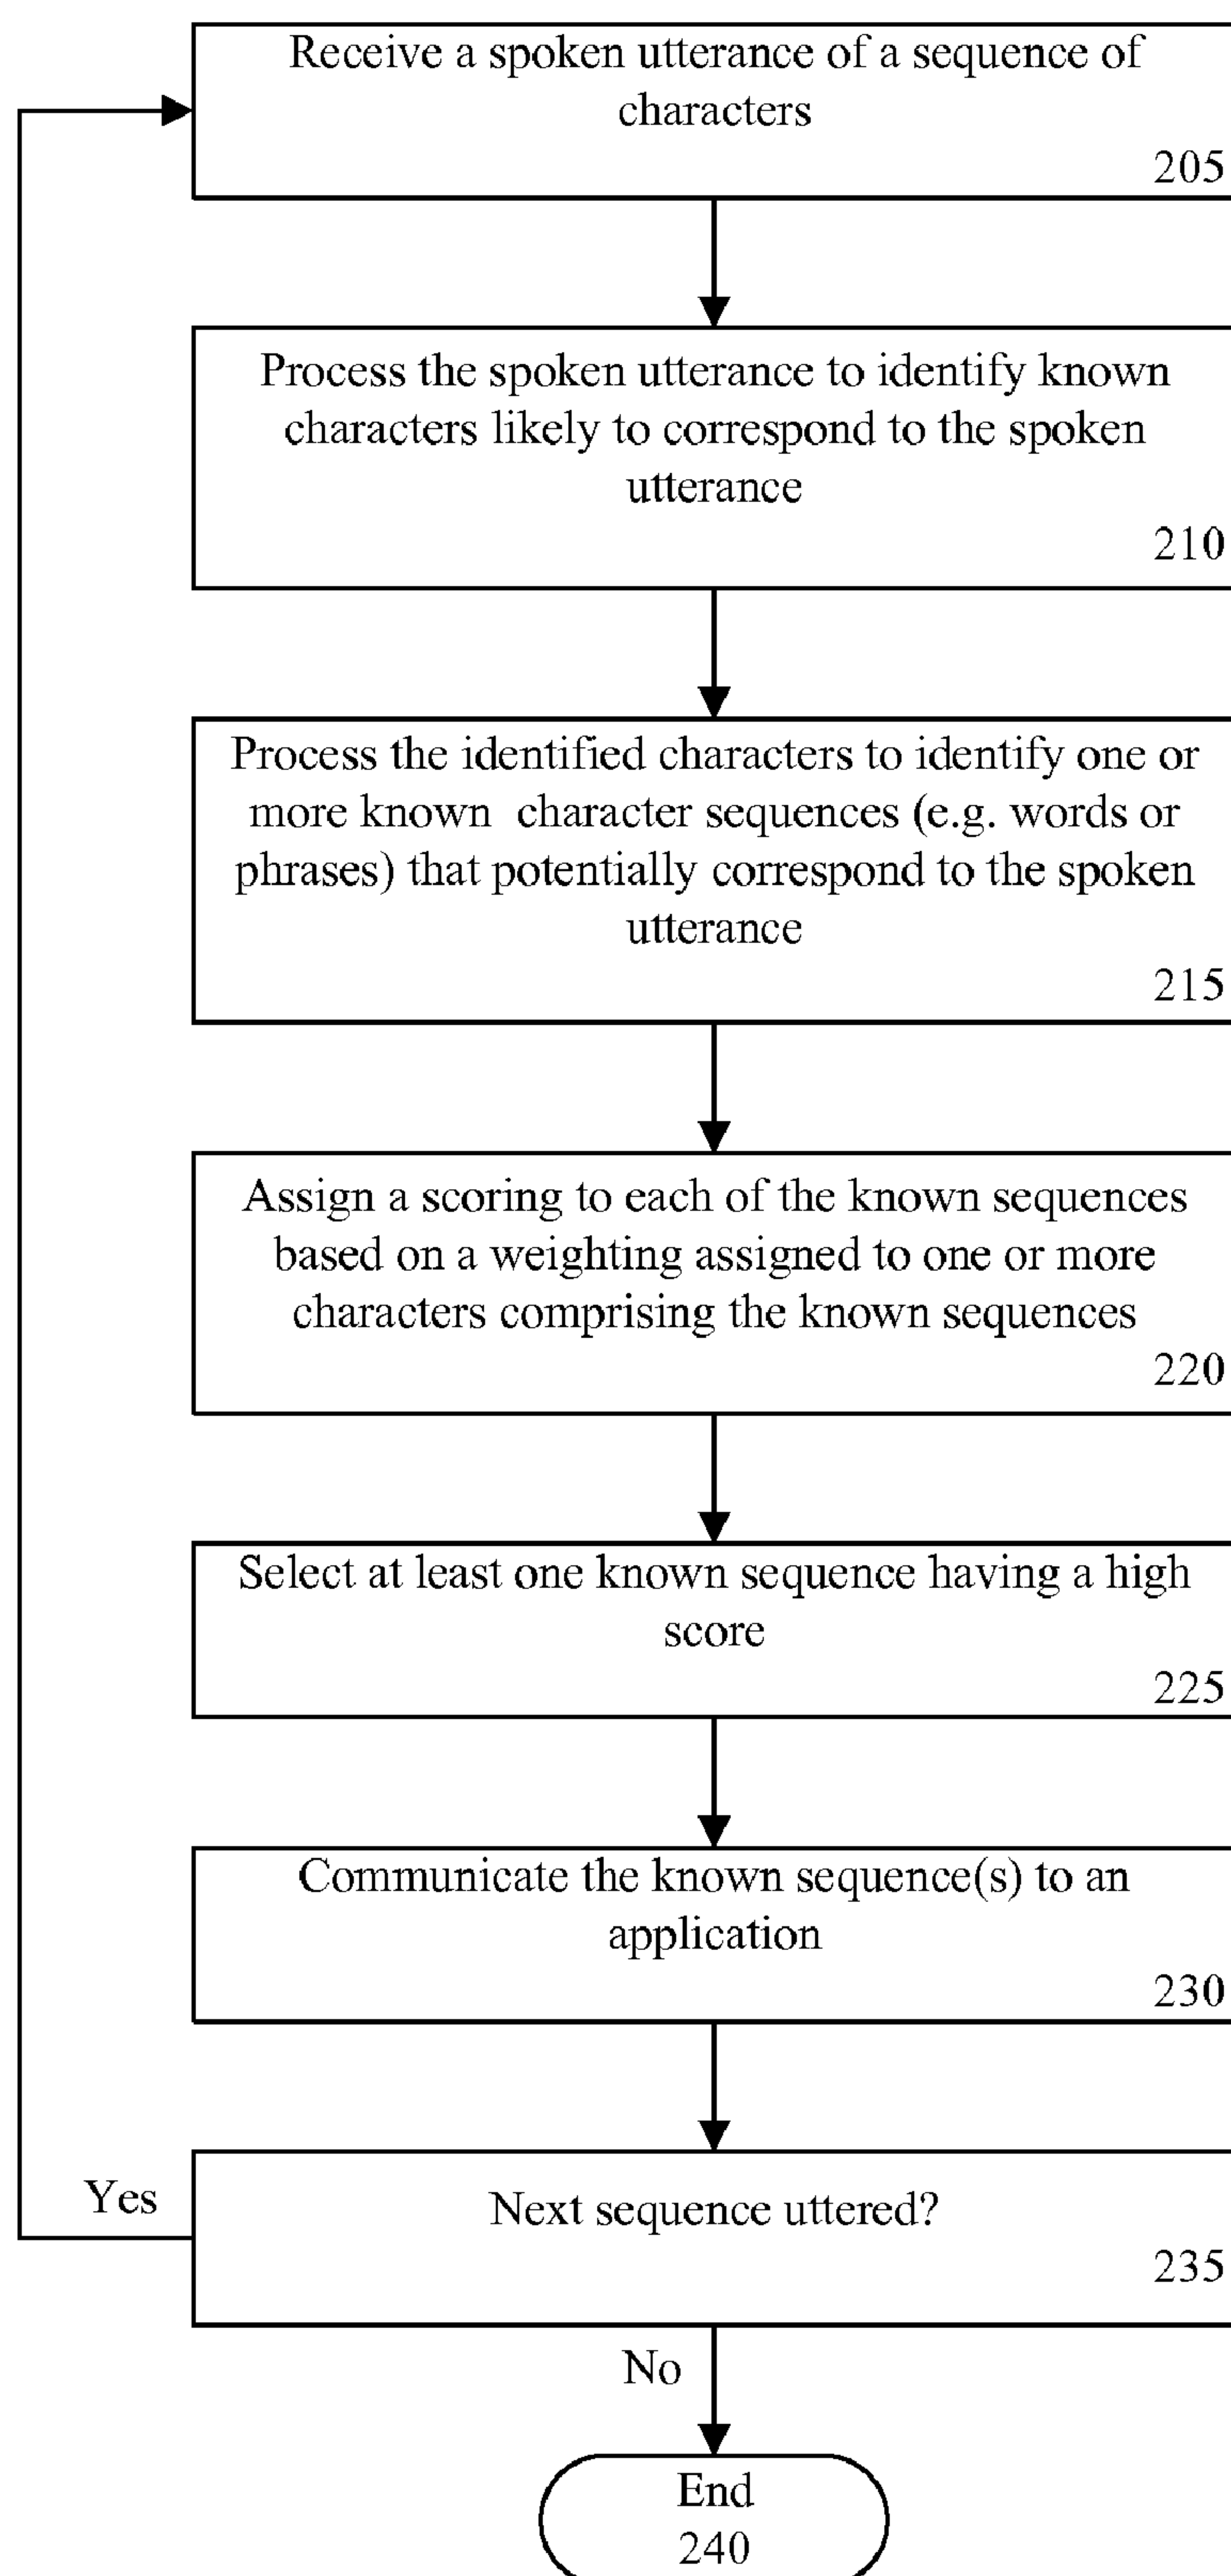 Receive a spoken utterance of a sequence of
characters
205
Process the spoken utterance to identify known
characters likely to correspond to the spoken
utterance
210
Process the identified characters to identify one or
more known  character sequences (e.g. words or
phrases) that potentially correspond to the spoken
utterance
215
Assign a scoring to each of the known sequences
based on a weighting assigned to one or more
characters comprising the known sequences
220
Select at least one known sequence having a high
score
225
Communicate the known sequence(s) to an
application
230
Yes
Next sequence uttered?
235
No
End
240